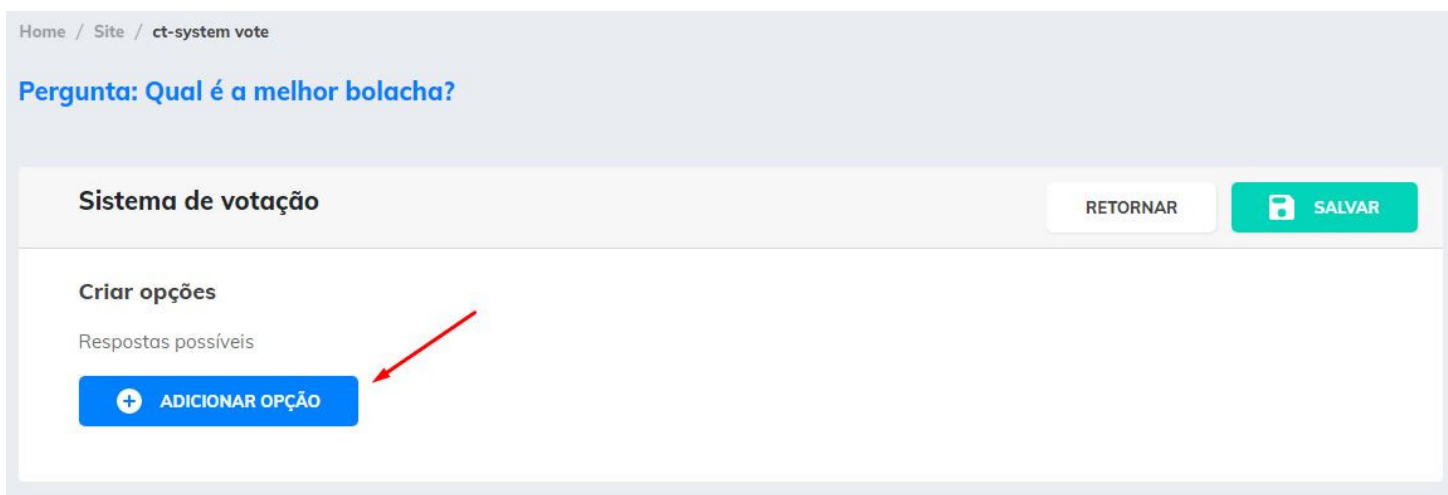 Home / Site / ct-system vote
Pergunta: Qual é a melhor bolacha?
Sistema de votação
RETORNAR
SALVAR
Criar opções
Respostas possíveis
ADICIONAR OPÇÃO